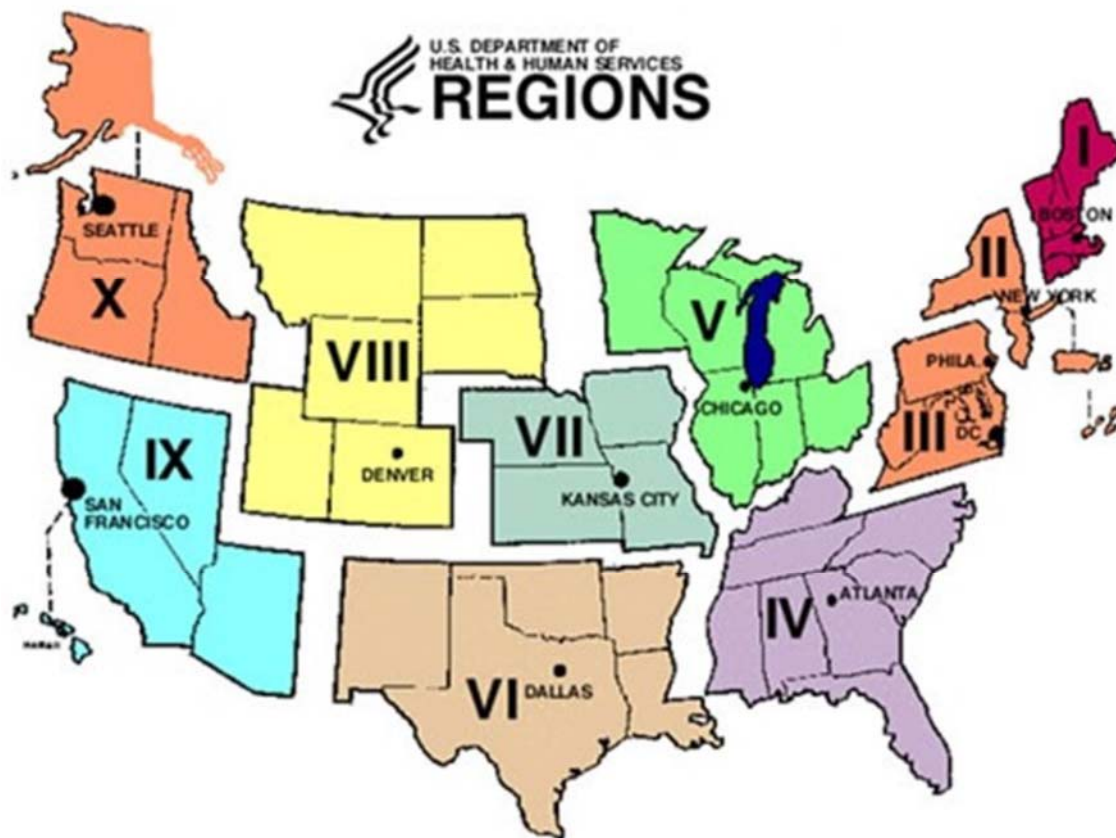 U.S. DEPARTMENT OF
HEALTH & HUMAN SERVICES
REGIONS
I
BOSTON
II
NEW YORK
SEATTLE
X
V
VIII
PHILA.
CHICAGO
III
DC
VII
IX
DENVER
KANSAS CITY
SAN
FRANCISCO
ATLANTA
IV
VI
DALLAS
HAWAII